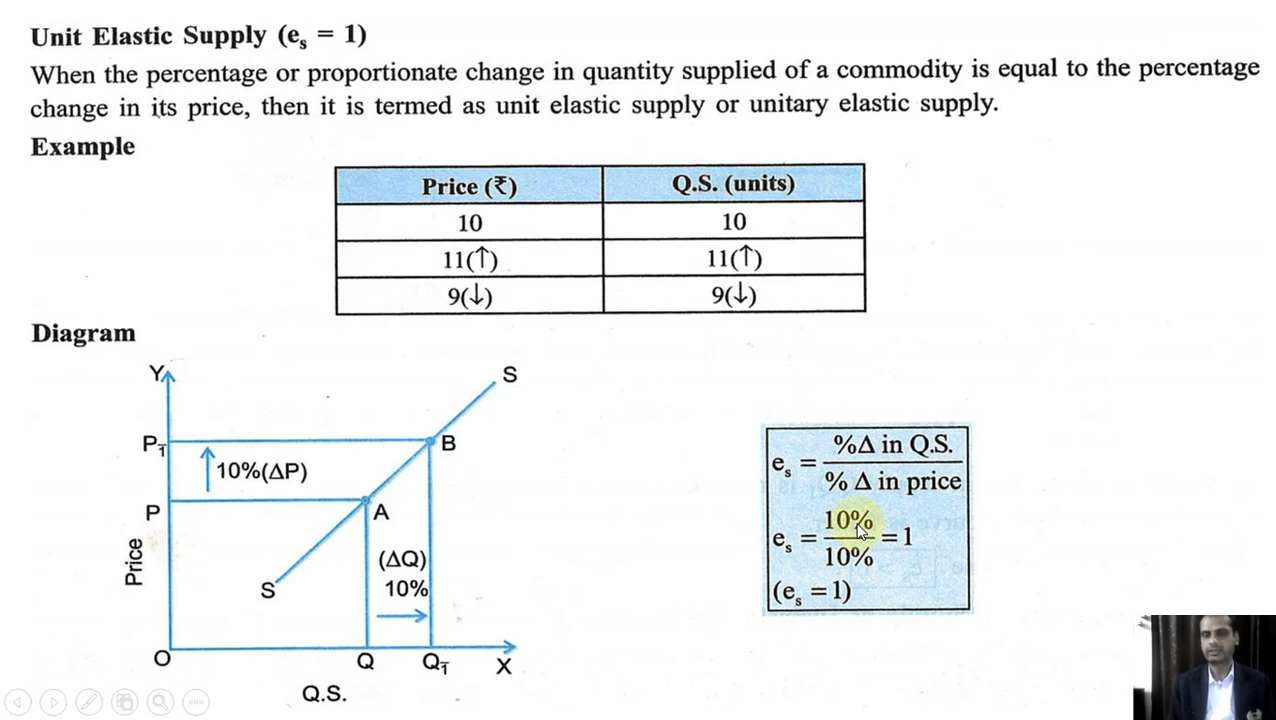 Unit Elastic Supply (eₛ = 1)
When the percentage or proportionate change in quantity supplied of a commodity is equal to the percentage
change in its price, then it is termed as unit elastic supply or unitary elastic supply.
Example
Price (₹) Q.S. (units)
10 10
11(↑) 11(↑)
9(↓) 9(↓)
Diagram
Y
S
P₁
B
10%(ΔP)
P
A
Price
(ΔQ)
10%
S
O
Q
Q₁
X
Q.S.
eₛ = %Δ in Q.S. / % Δ in price
eₛ = 10% / 10% = 1
(eₛ = 1)